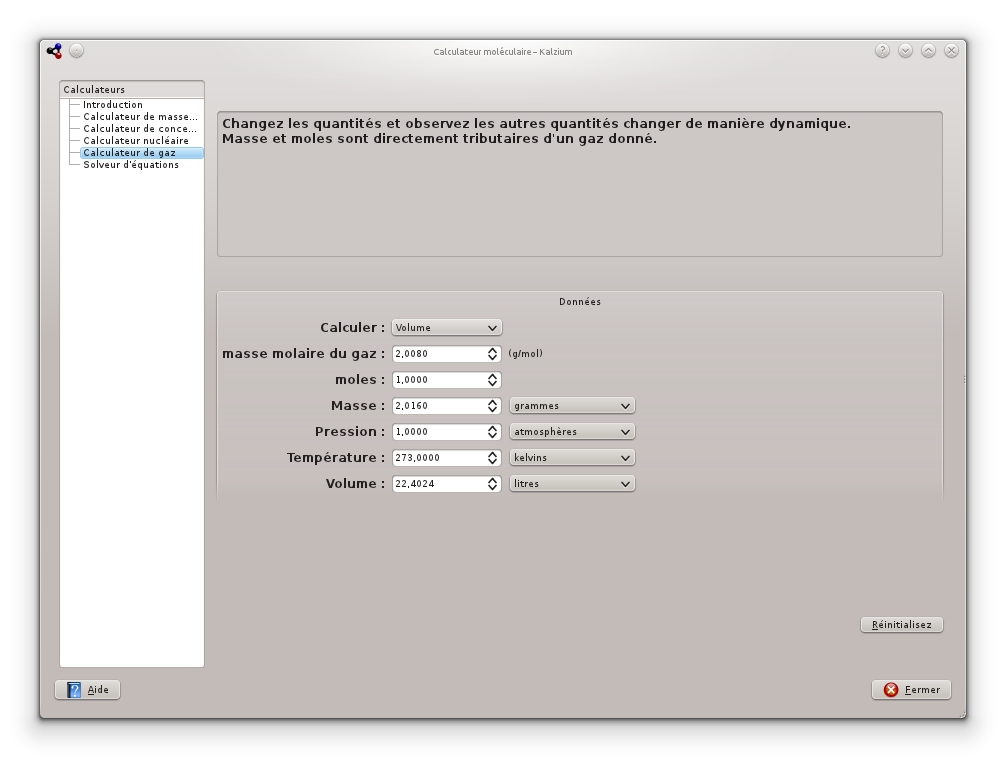 Calculateur moléculaire – Kalzium
Calculateurs
Introduction
Calculateur de masse...
Calculateur de conce...
Calculateur nucléaire
Calculateur de gaz
Solveur d'équations
Changez les quantités et observez les autres quantités changer de manière dynamique.
Masse et moles sont directement tributaires d'un gaz donné.
Données
Calculer : Volume
masse molaire du gaz : 2,0080 (g/mol)
moles : 1,0000
Masse : 2,0160 grammes
Pression : 1,0000 atmosphères
Température : 273,0000 kelvins
Volume : 22,4024 litres
Réinitialisez
Aide
Fermer